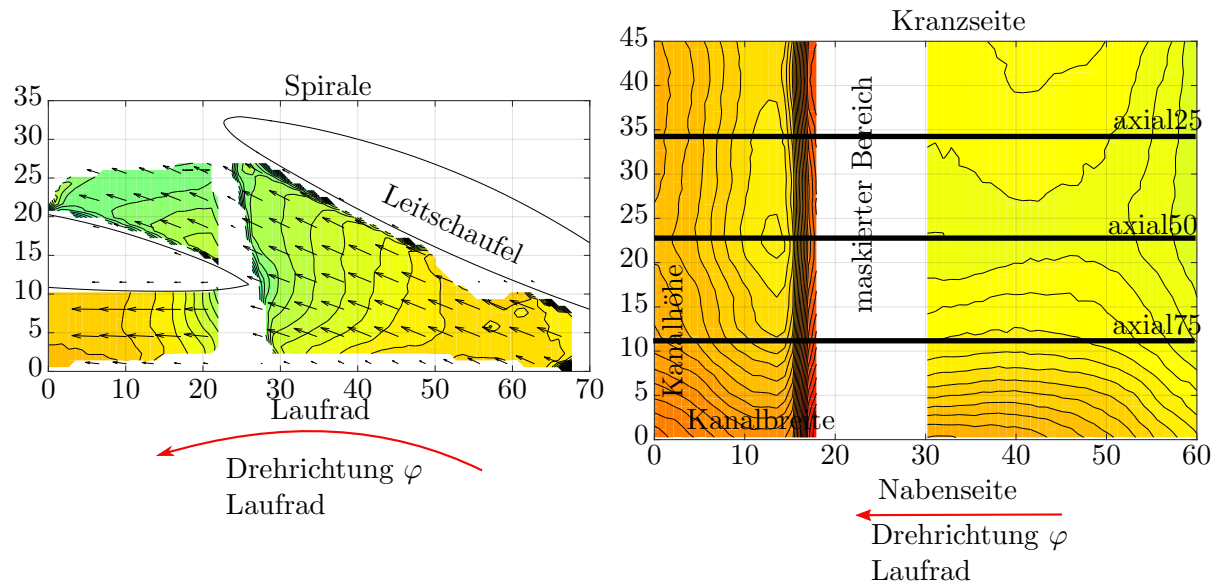 Spirale
35
30
25
20
15
10
5
0
0 10 20 30 40 50 60 70
Leitschaufel
Laufrad
Drehrichtung φ
Laufrad
Kranzseite
45
40
35
30
25
20
15
10
5
0
0 10 20 30 40 50 60
axial25
axial50
axial75
maskierter Bereich
Kanalhöhe
Kanalbreite
Nabenseite
Drehrichtung φ
Laufrad